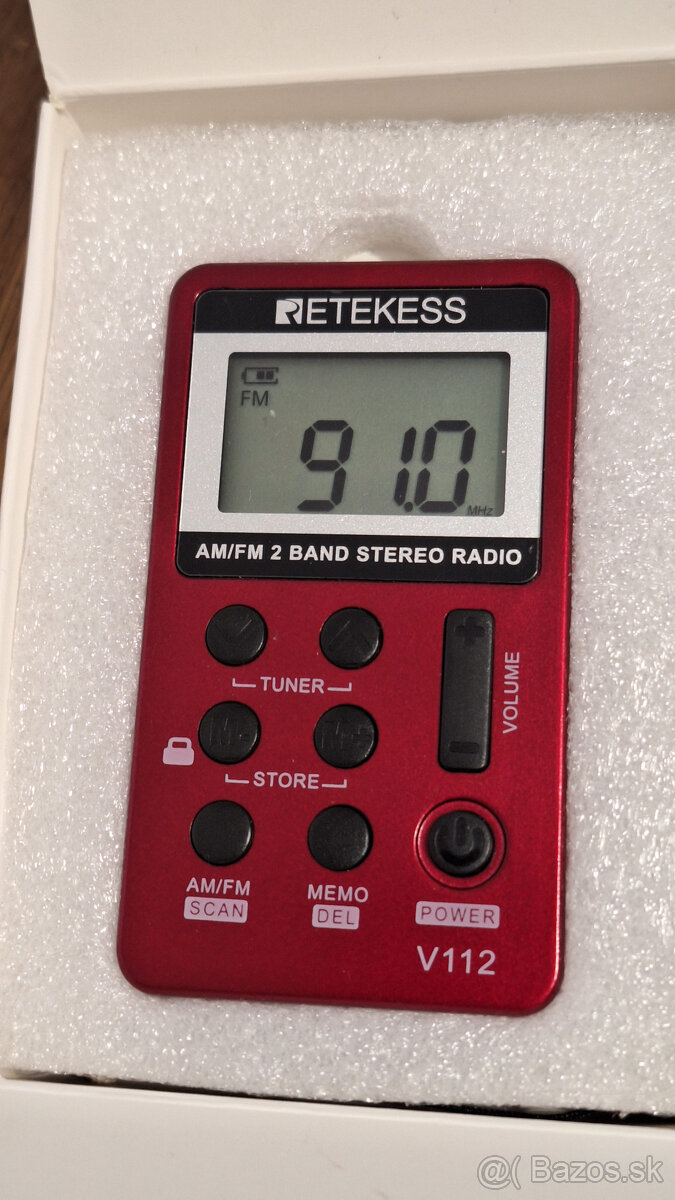 RETEKESS
FM
91.0 MHz
AM/FM 2 BAND STEREO RADIO
TUNER
VOLUME
M- M+
STORE
AM/FM MEMO
SCAN DEL POWER
V112
@( Bazos.sk